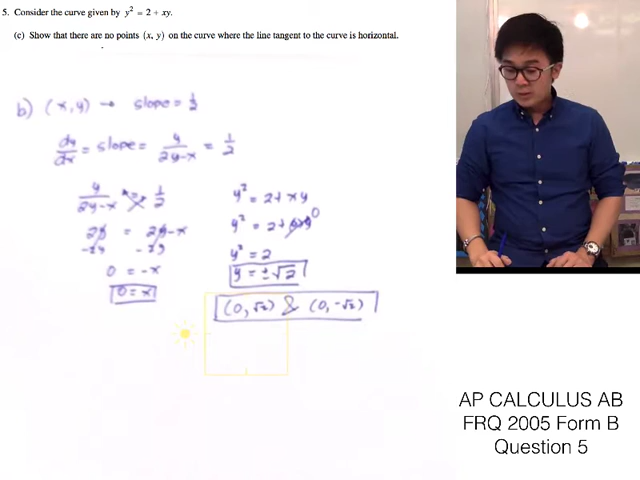 5. Consider the curve given by y² = 2 + xy.
(c) Show that there are no points (x, y) on the curve where the line tangent to the curve is horizontal.
b) (x, y) → slope = 1/2
dy/dx = slope = y/(2y-x) = 1/2
y/(2y-x) = 1/2
2y = 2y-x
-2y -2y
0 = -x
0 = x
y² = 2 + xy
y² = 2 + (0)y 0
y² = 2
y = ±√2
(0, √2) & (0, -√2)
AP CALCULUS AB
FRQ 2005 Form B
Question 5